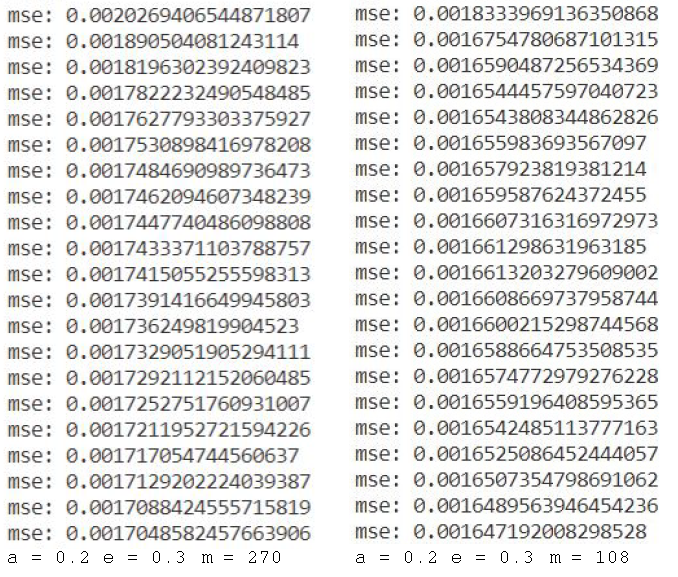 mse: 0.0020269406544871807
mse: 0.001890504081243114
mse: 0.0018196302392409823
mse: 0.0017822232490548485
mse: 0.0017627793303375927
mse: 0.0017530898416978208
mse: 0.0017484690989736473
mse: 0.0017462094607348239
mse: 0.0017447740486098808
mse: 0.0017433371103788757
mse: 0.0017415055255598313
mse: 0.0017391416649945803
mse: 0.001736249819904523
mse: 0.0017329051905294111
mse: 0.0017292112152060485
mse: 0.0017252751760931007
mse: 0.0017211952721594226
mse: 0.001717054744560637
mse: 0.0017129202224039387
mse: 0.0017088424555715819
mse: 0.0017048582457663906
a = 0.2 e = 0.3 m = 270
mse: 0.0018333969136350868
mse: 0.0016754780687101315
mse: 0.0016590487256534369
mse: 0.0016544457597040723
mse: 0.0016543808344862826
mse: 0.001655983693567097
mse: 0.0016579238193812​14
mse: 0.0016595876243724​55
mse: 0.0016607316316972973
mse: 0.001661298631963185
mse: 0.0016613203279609002
mse: 0.0016608669737958744
mse: 0.0016600215298744568
mse: 0.0016588664753508535
mse: 0.0016574772979276228
mse: 0.0016559196408595365
mse: 0.0016542485113777163
mse: 0.0016525086452444057
mse: 0.0016507354798691062
mse: 0.0016489563946454236
mse: 0.001647192008298528
a = 0.2 e = 0.3 m = 108